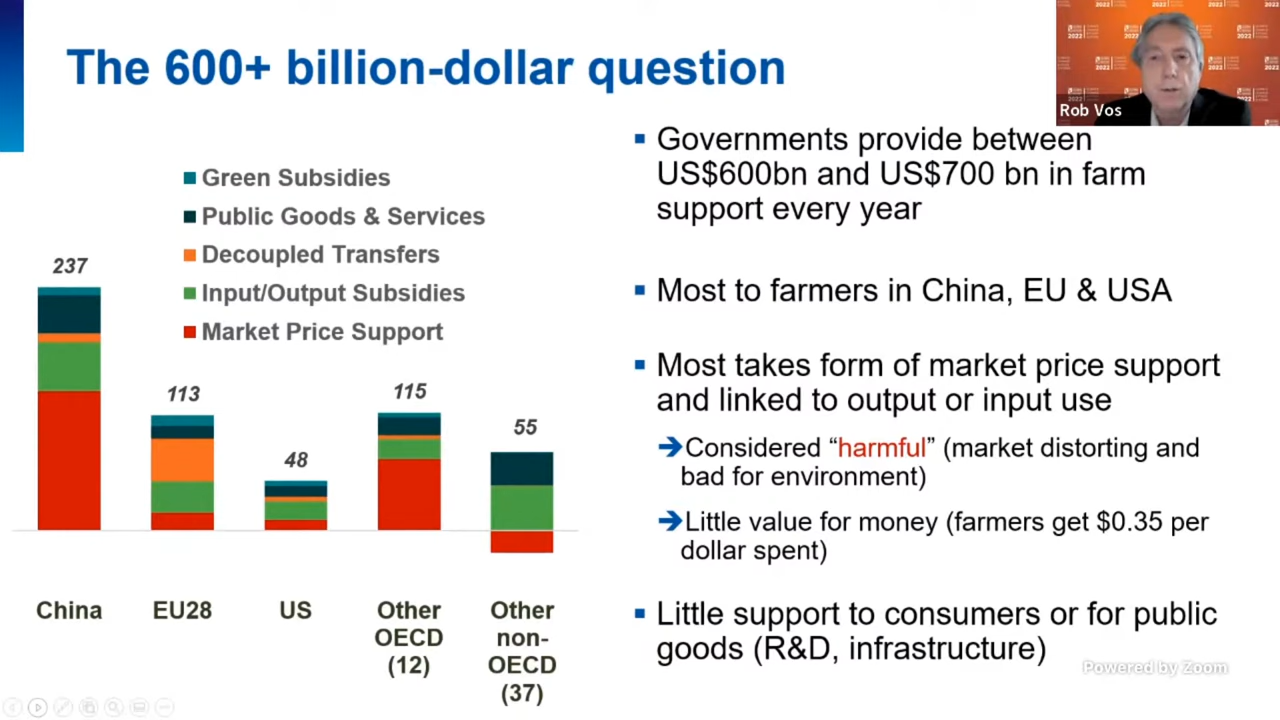 The 600+ billion-dollar question
Rob Vos
Green Subsidies
Public Goods & Services
Decoupled Transfers
Input/Output Subsidies
Market Price Support
237
113
48
115
55
China
EU28
US
Other
OECD
(12)
Other
non-
OECD
(37)
▪ Governments provide between
US$600bn and US$700 bn in farm
support every year
▪ Most to farmers in China, EU & USA
▪ Most takes form of market price support
and linked to output or input use
➔Considered “harmful” (market distorting and
bad for environment)
➔Little value for money (farmers get $0.35 per
dollar spent)
▪ Little support to consumers or for public
goods (R&D, infrastructure)
Powered by Zoom